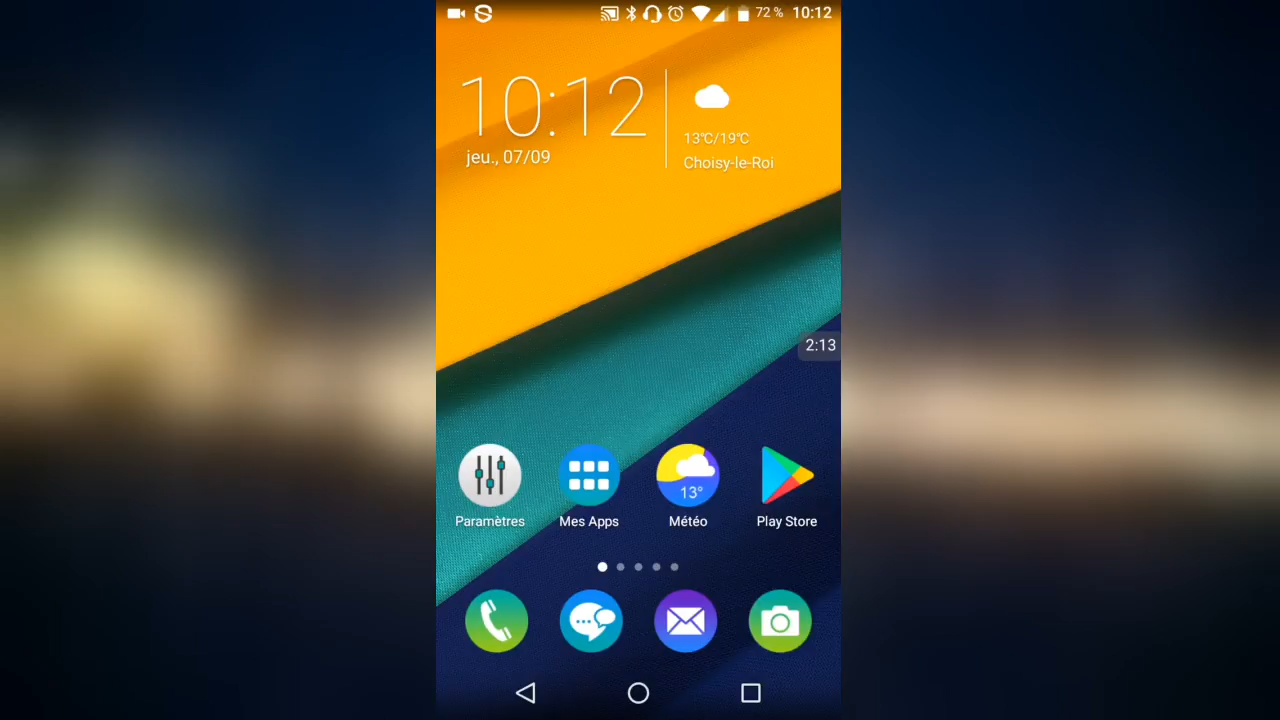 72 % 10:12
10:12
jeu., 07/09
13℃/19℃
Choisy-le-Roi
2:13
13°
Paramètres
Mes Apps
Météo
Play Store